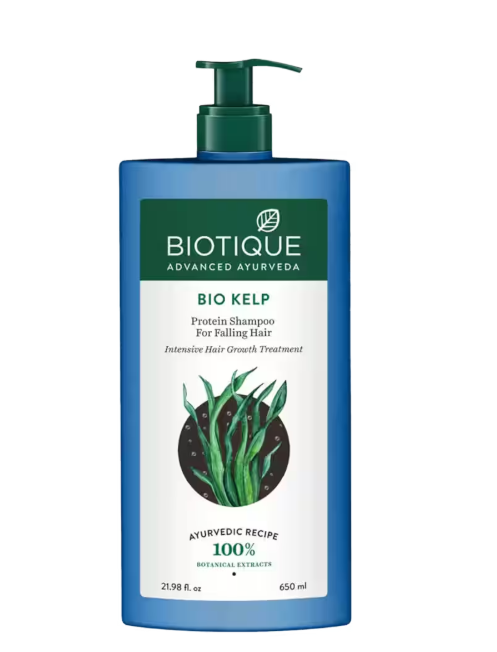 BIOTIQUE
ADVANCED AYURVEDA
BIO KELP
Protein Shampoo
For Falling Hair
Intensive Hair Growth Treatment
AYURVEDIC RECIPE
100%
BOTANICAL EXTRACTS
21.98 fl. oz 650 ml